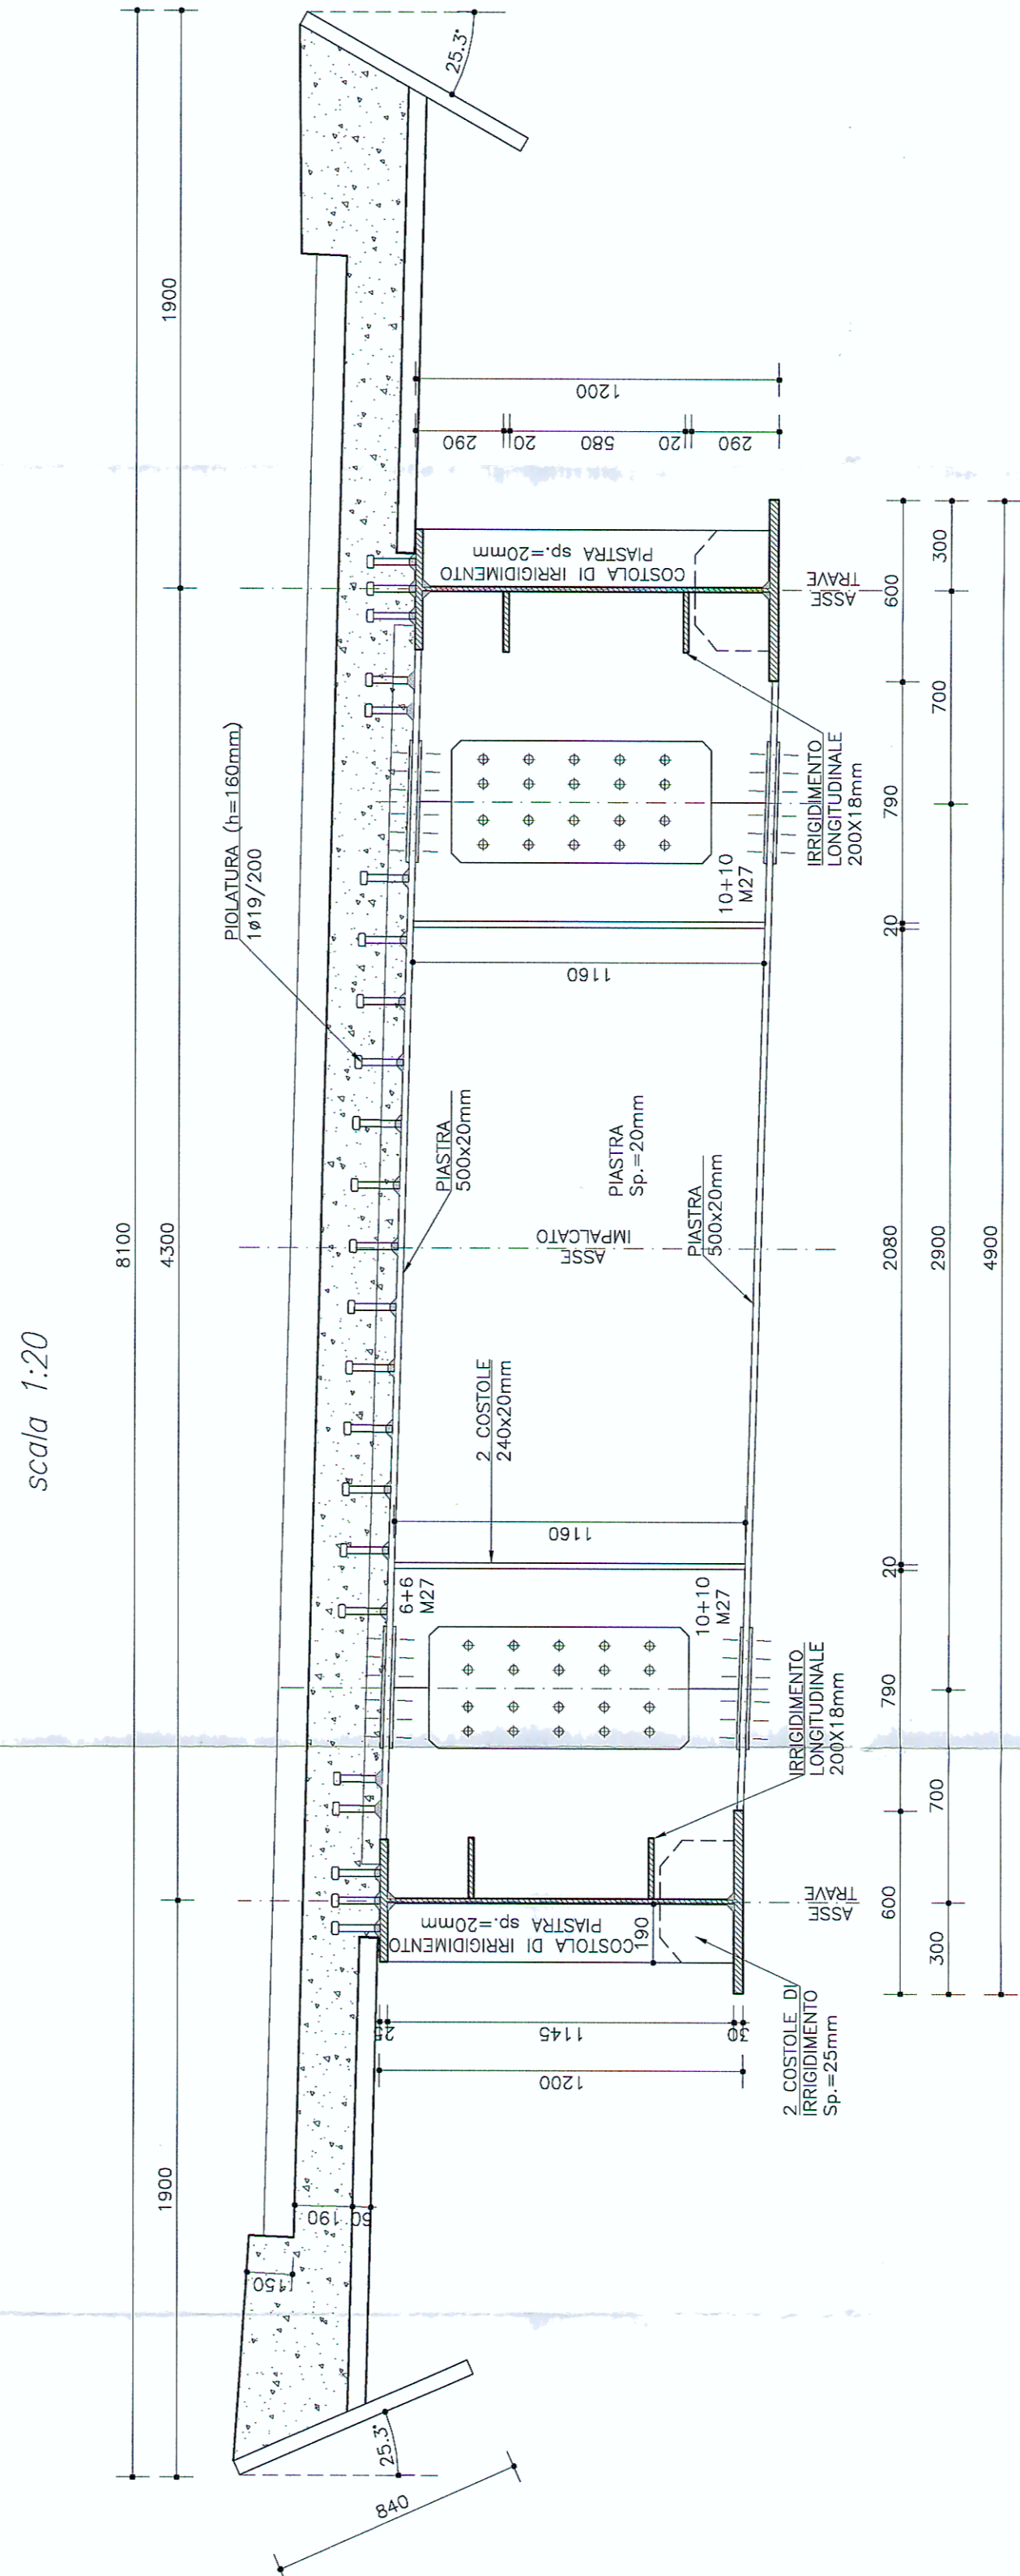 scala 1:20
8100
1900
4300
1900
25.3°
25.3°
840
PIOLATURA (h=160mm)
1ø19/200
150
190
60
PIASTRA
500x20mm
PIASTRA
Sp.=20mm
PIASTRA
500x20mm
ASSE
IMPALCATO
2 COSTOLE
240x20mm
1160
1160
6+6
M27
10+10
M27
10+10
M27
COSTOLA DI IRRIGIDIMENTO
PIASTRA sp.=20mm
COSTOLA DI IRRIGIDIMENTO
PIASTRA sp.=20mm
190
25
1145
30
1200
290
20
580
20
290
1200
ASSE
TRAVE
ASSE
TRAVE
IRRIGIDIMENTO
LONGITUDINALE
200X18mm
IRRIGIDIMENTO
LONGITUDINALE
200X18mm
2 COSTOLE DI
IRRIGIDIMENTO
Sp.=25mm
600
790
20
2080
20
790
600
300
700
2900
700
300
4900